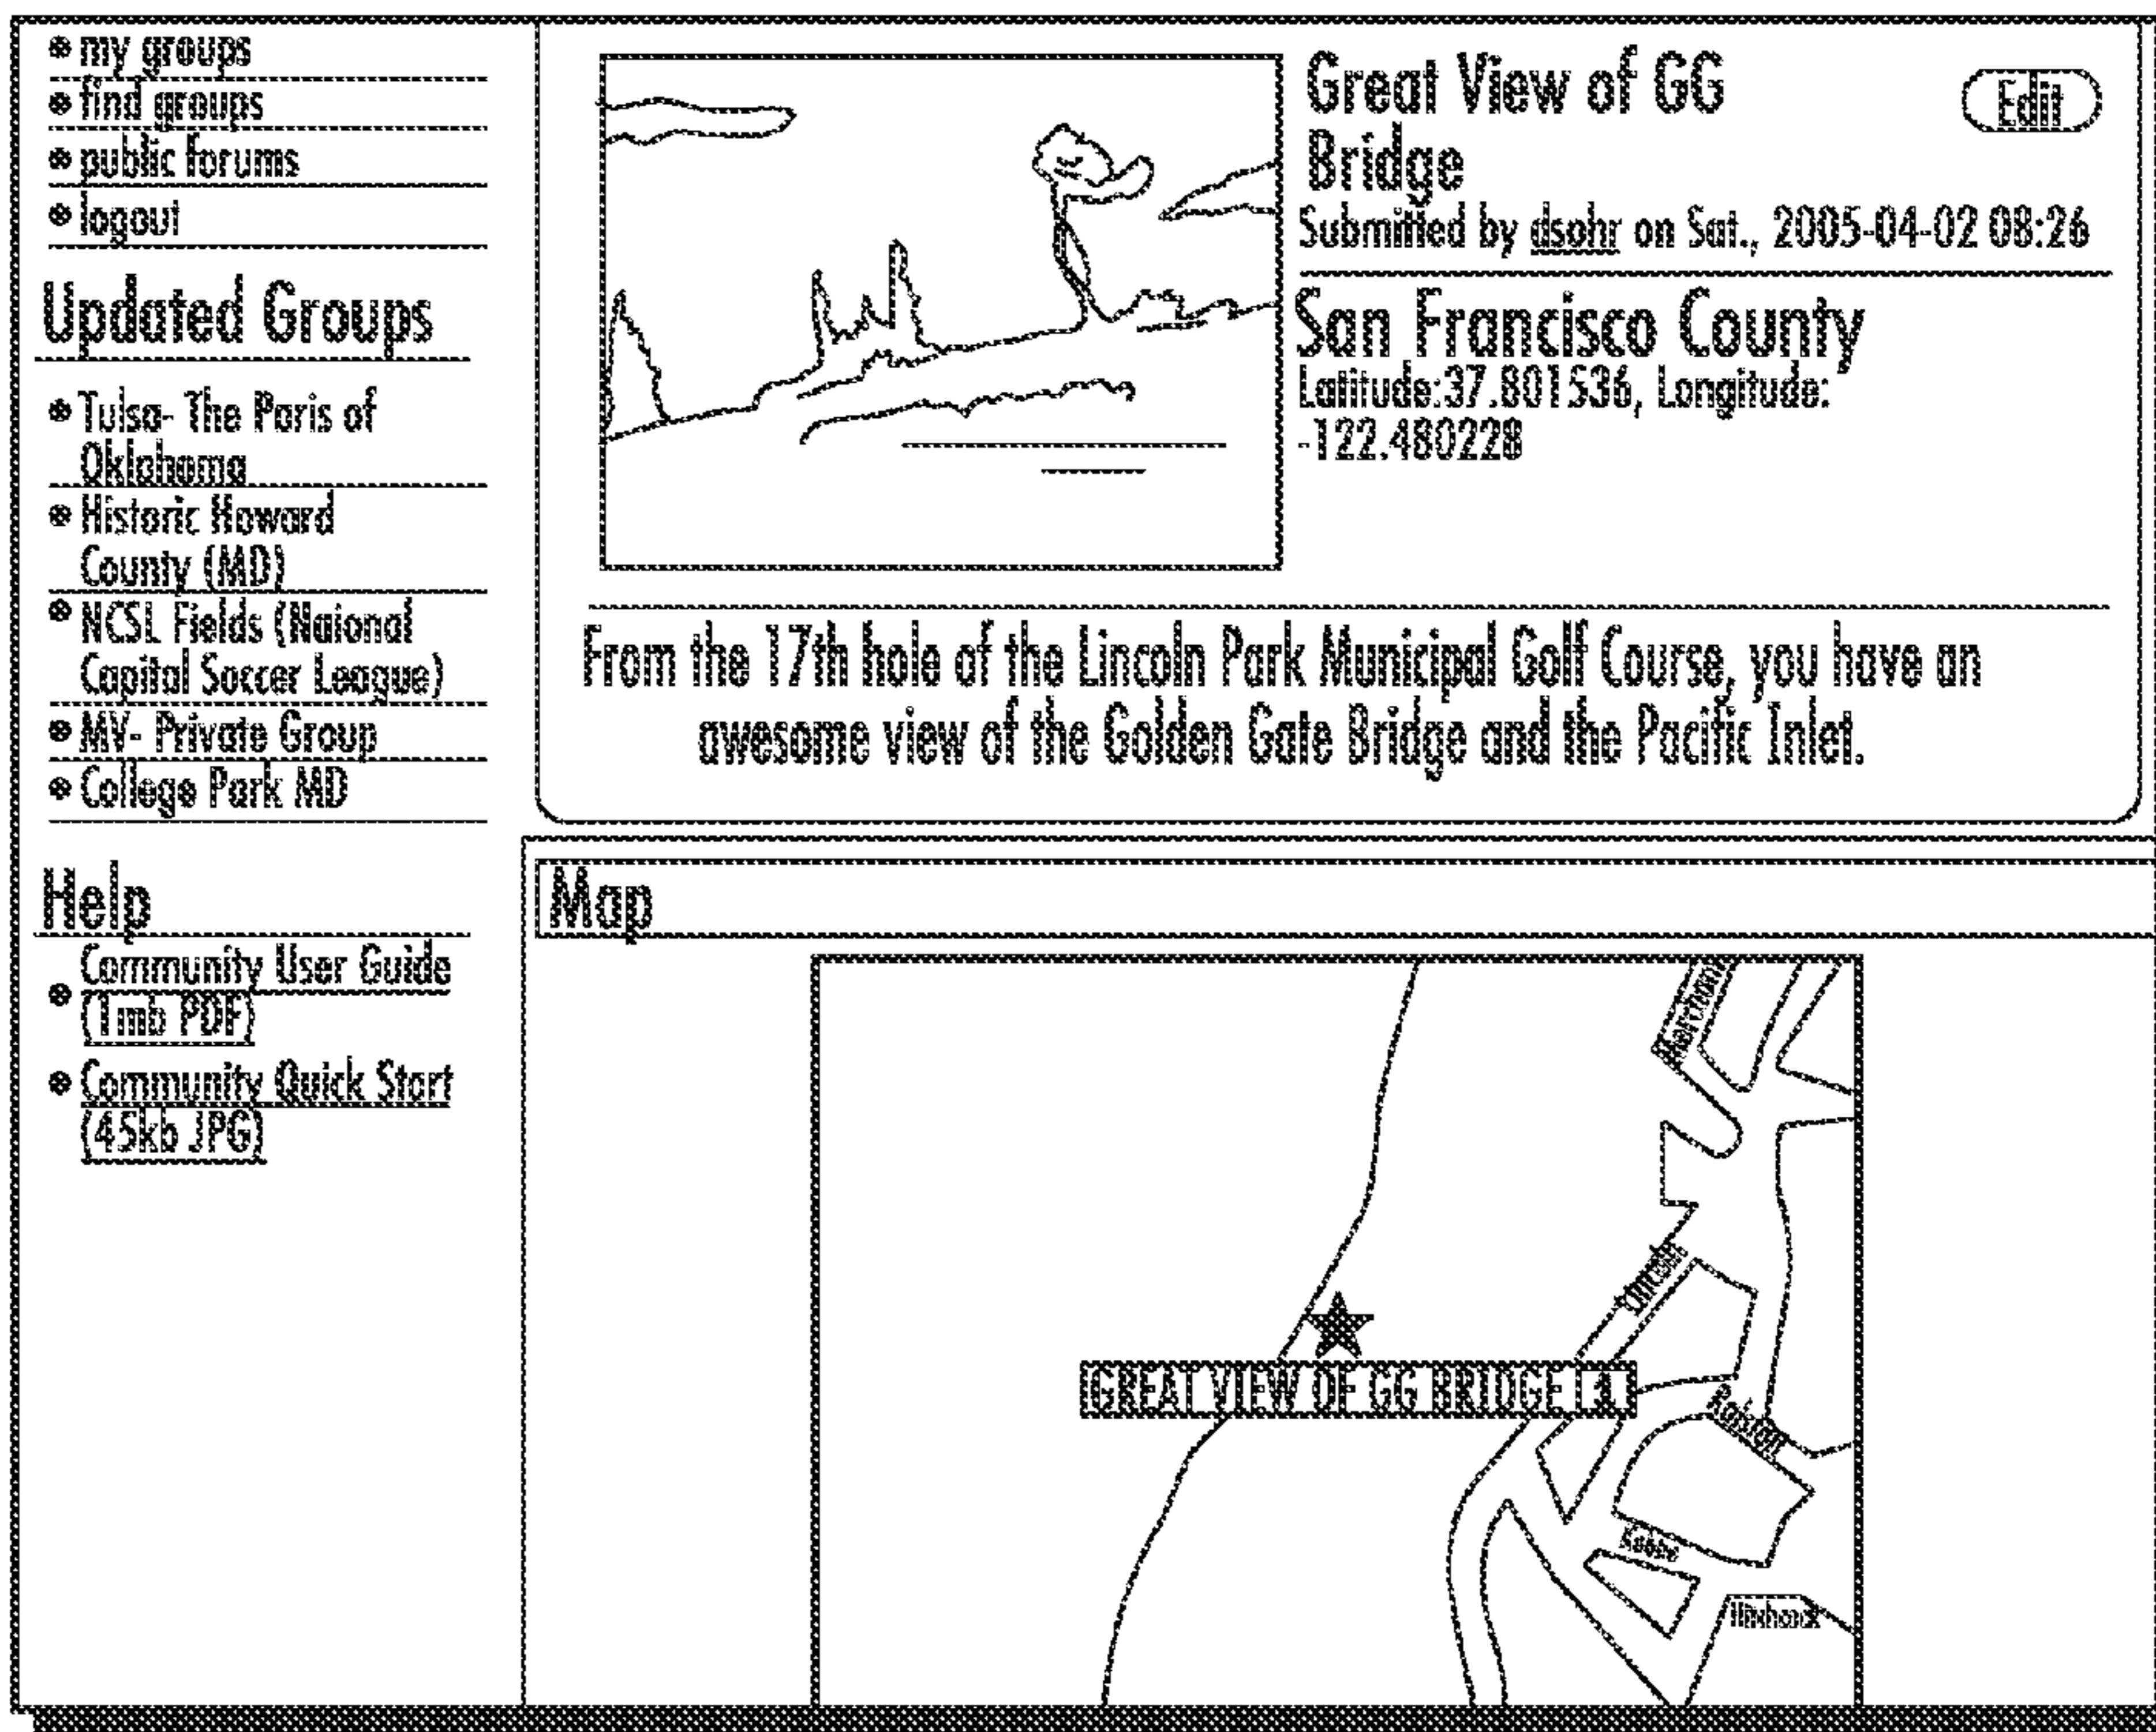 my groups
find groups
public forums
logout
Updated Groups
Tulsa- The Paris of
Oklahoma
Historic Howard
County (MD)
NCSL Fields (Naional
Capital Soccer League)
MV- Private Group
College Park MD
Help
Community User Guide
(1mb PDF)
Community Quick Start
(45kb JPG)
Great View of GG
Bridge
Edit
Submitted by dsohr on Sat., 2005-04-02 08:26
San Francisco County
Latitude:37.801536, Longitude:
-122.480228
From the 17th hole of the Lincoln Park Municipal Golf Course, you have an
awesome view of the Golden Gate Bridge and the Pacific Inlet.
Map
Merchant
Lincoln
GREAT VIEW OF GG BRIDGE
Ralston